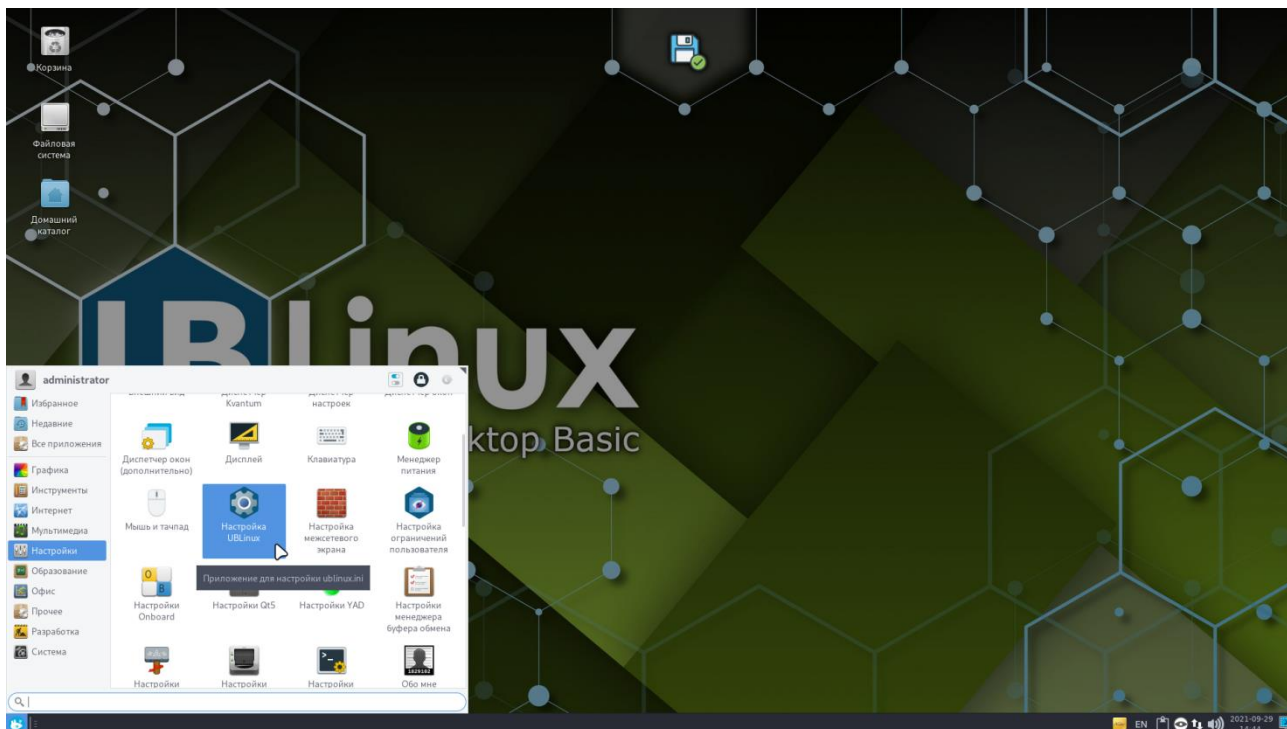 Корзина
Файловая
система
Домашний
каталог
Linux
ktop Basic
administrator
Избранное
Недавние
Все приложения
Графика
Инструменты
Интернет
Мультимедиа
Настройки
Образование
Офис
Прочее
Разработка
Система
Kvantum
настроек
Диспетчер окон
(дополнительно)
Дисплей
Клавиатура
Менеджер
питания
Мышь и тачпад
Настройка
UBLinux
Настройка
межсетевого
экрана
Настройка
ограничений
пользователя
Приложение для настройки ublinux.ini
Настройки
Onboard
Настройки Qt5
Настройки YAD
Настройки
менеджера
буфера обмена
Настройки
Настройки
Настройки
Обо мне
EN
2021-09-29